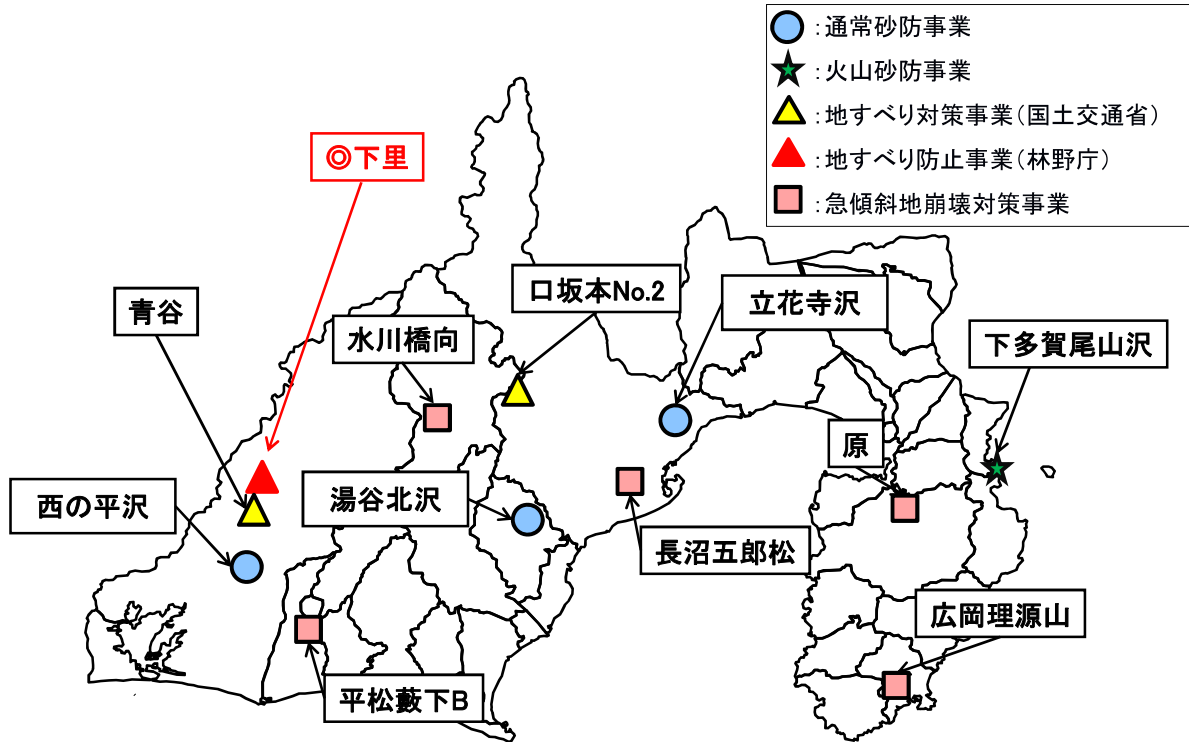 ：通常砂防事業
：火山砂防事業
：地すべり対策事業（国土交通省）
：地すべり防止事業（林野庁）
：急傾斜地崩壊対策事業
◎下里
青谷
水川橋向
口坂本No.2
立花寺沢
下多賀尾山沢
原
西の平沢
湯谷北沢
長沼五郎松
広岡理源山
平松藪下B